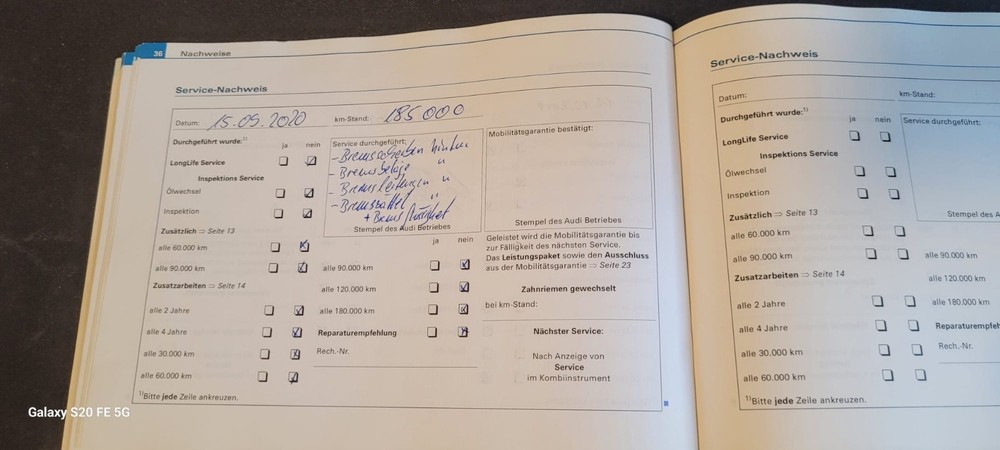 36 Nachweise
Service-Nachweis
Datum: 15.09.2020 km-Stand: 185 000
Durchgeführt wurde:1) ja nein
LongLife Service
Inspektions Service
Ölwechsel
Inspektion
Zusätzlich ⇒ Seite 13
alle 60.000 km
alle 90.000 km
Zusatzarbeiten ⇒ Seite 14
alle 2 Jahre
alle 4 Jahre
alle 30.000 km
alle 60.000 km
1)Bitte jede Zeile ankreuzen.
Service durchgeführt:
- Bremsscheiben hinten
- Bremsbeläge "
- Bremsleitungen "
- Bremssattel "
+ Bremsflüssigkeit
Stempel des Audi Betriebes
ja nein
alle 90.000 km
alle 120.000 km
alle 180.000 km
Reparaturempfehlung
Rech.-Nr.
Mobilitätsgarantie bestätigt:
Stempel des Audi Betriebes
Geleistet wird die Mobilitätsgarantie bis
zur Fälligkeit des nächsten Service.
Das Leistungspaket sowie den Ausschluss
aus der Mobilitätsgarantie ⇒ Seite 23
Zahnriemen gewechselt
bei km-Stand:
Nächster Service:
Nach Anzeige von
Service
im Kombiinstrument
Service-Nachweis
Datum: km-Stand:
Durchgeführt wurde:1) ja nein
LongLife Service
Inspektions Service
Ölwechsel
Inspektion
Zusätzlich ⇒ Seite 13
alle 60.000 km
alle 90.000 km
Zusatzarbeiten ⇒ Seite 14
alle 2 Jahre
alle 4 Jahre
alle 30.000 km
alle 60.000 km
1)Bitte jede Zeile ankreuzen.
Service durchgeführt:
Stempel des A
alle 90.000 km
alle 120.000 km
alle 180.000 km
Reparaturempfeh
Rech.-Nr.
Galaxy S20 FE 5G